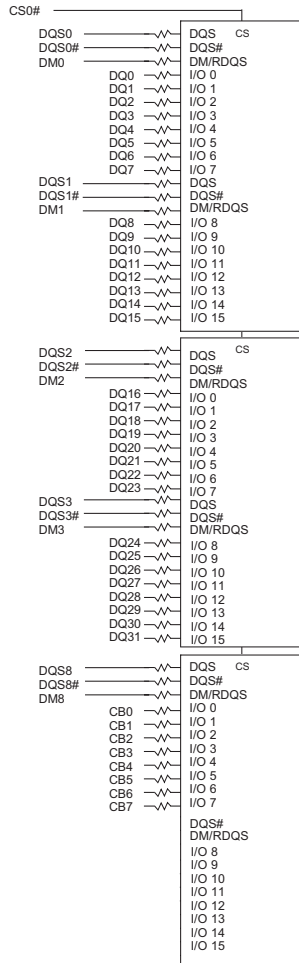 CS0#
DQS0 DQS CS
DQS0# DQS#
DM0 DM/RDQS
DQ0 I/O 0
DQ1 I/O 1
DQ2 I/O 2
DQ3 I/O 3
DQ4 I/O 4
DQ5 I/O 5
DQ6 I/O 6
DQ7 I/O 7
DQS1 DQS
DQS1# DQS#
DM1 DM/RDQS
DQ8 I/O 8
DQ9 I/O 9
DQ10 I/O 10
DQ11 I/O 11
DQ12 I/O 12
DQ13 I/O 13
DQ14 I/O 14
DQ15 I/O 15
DQS2 DQS CS
DQS2# DQS#
DM2 DM/RDQS
DQ16 I/O 0
DQ17 I/O 1
DQ18 I/O 2
DQ19 I/O 3
DQ20 I/O 4
DQ21 I/O 5
DQ22 I/O 6
DQ23 I/O 7
DQS3 DQS
DQS3# DQS#
DM3 DM/RDQS
DQ24 I/O 8
DQ25 I/O 9
DQ26 I/O 10
DQ27 I/O 11
DQ28 I/O 12
DQ29 I/O 13
DQ30 I/O 14
DQ31 I/O 15
DQS8 DQS CS
DQS8# DQS#
DM8 DM/RDQS
CB0 I/O 0
CB1 I/O 1
CB2 I/O 2
CB3 I/O 3
CB4 I/O 4
CB5 I/O 5
CB6 I/O 6
CB7 I/O 7
DQS#
DM/RDQS
I/O 8
I/O 9
I/O 10
I/O 11
I/O 12
I/O 13
I/O 14
I/O 15